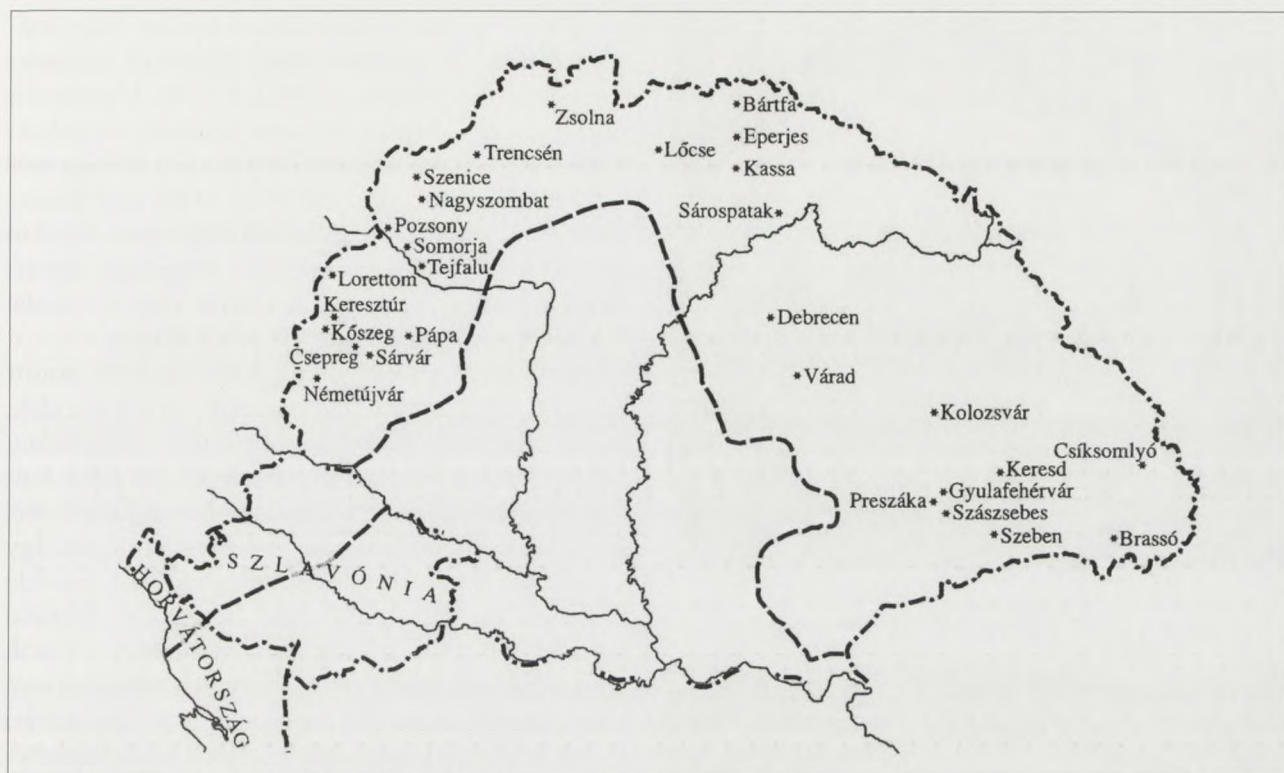 Zsolna
Bártfa
Eperjes
Lőcse
Kassa
Trencsén
Szenice
Nagyszombat
Sárospatak
Pozsony
Somorja
Tejfalu
Lorettom
Keresztúr
Kőszeg
Pápa
Csepreg
Sárvár
Németújvár
Debrecen
Várad
Kolozsvár
Csíksomlyó
Keresd
Preszáka
Gyulafehérvár
Szászsebes
Szeben
Brassó
SZLAVÓNIA
HORVÁTORSZÁG